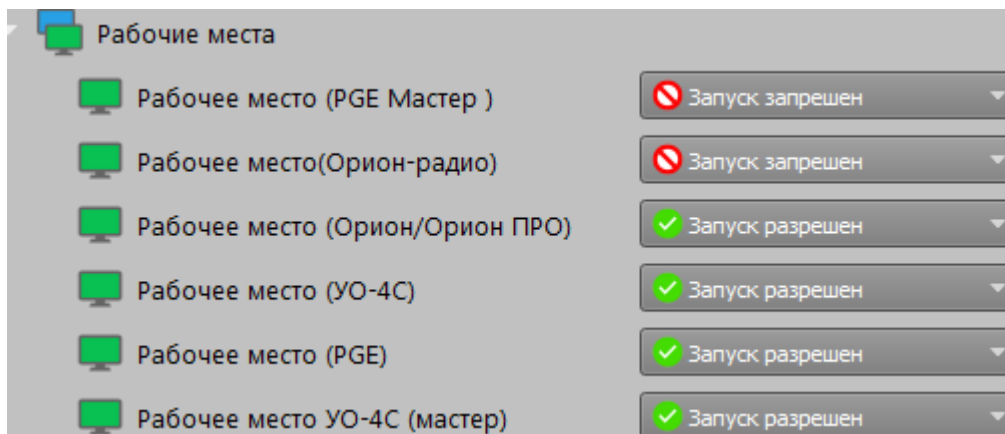 Рабочие места
Рабочее место (PGE Мастер ) Запуск запрешен
Рабочее место(Орион-радио) Запуск запрешен
Рабочее место (Орион/Орион ПРО) Запуск разрешен
Рабочее место (УО-4С) Запуск разрешен
Рабочее место (PGE) Запуск разрешен
Рабочее место УО-4С (мастер) Запуск разрешен